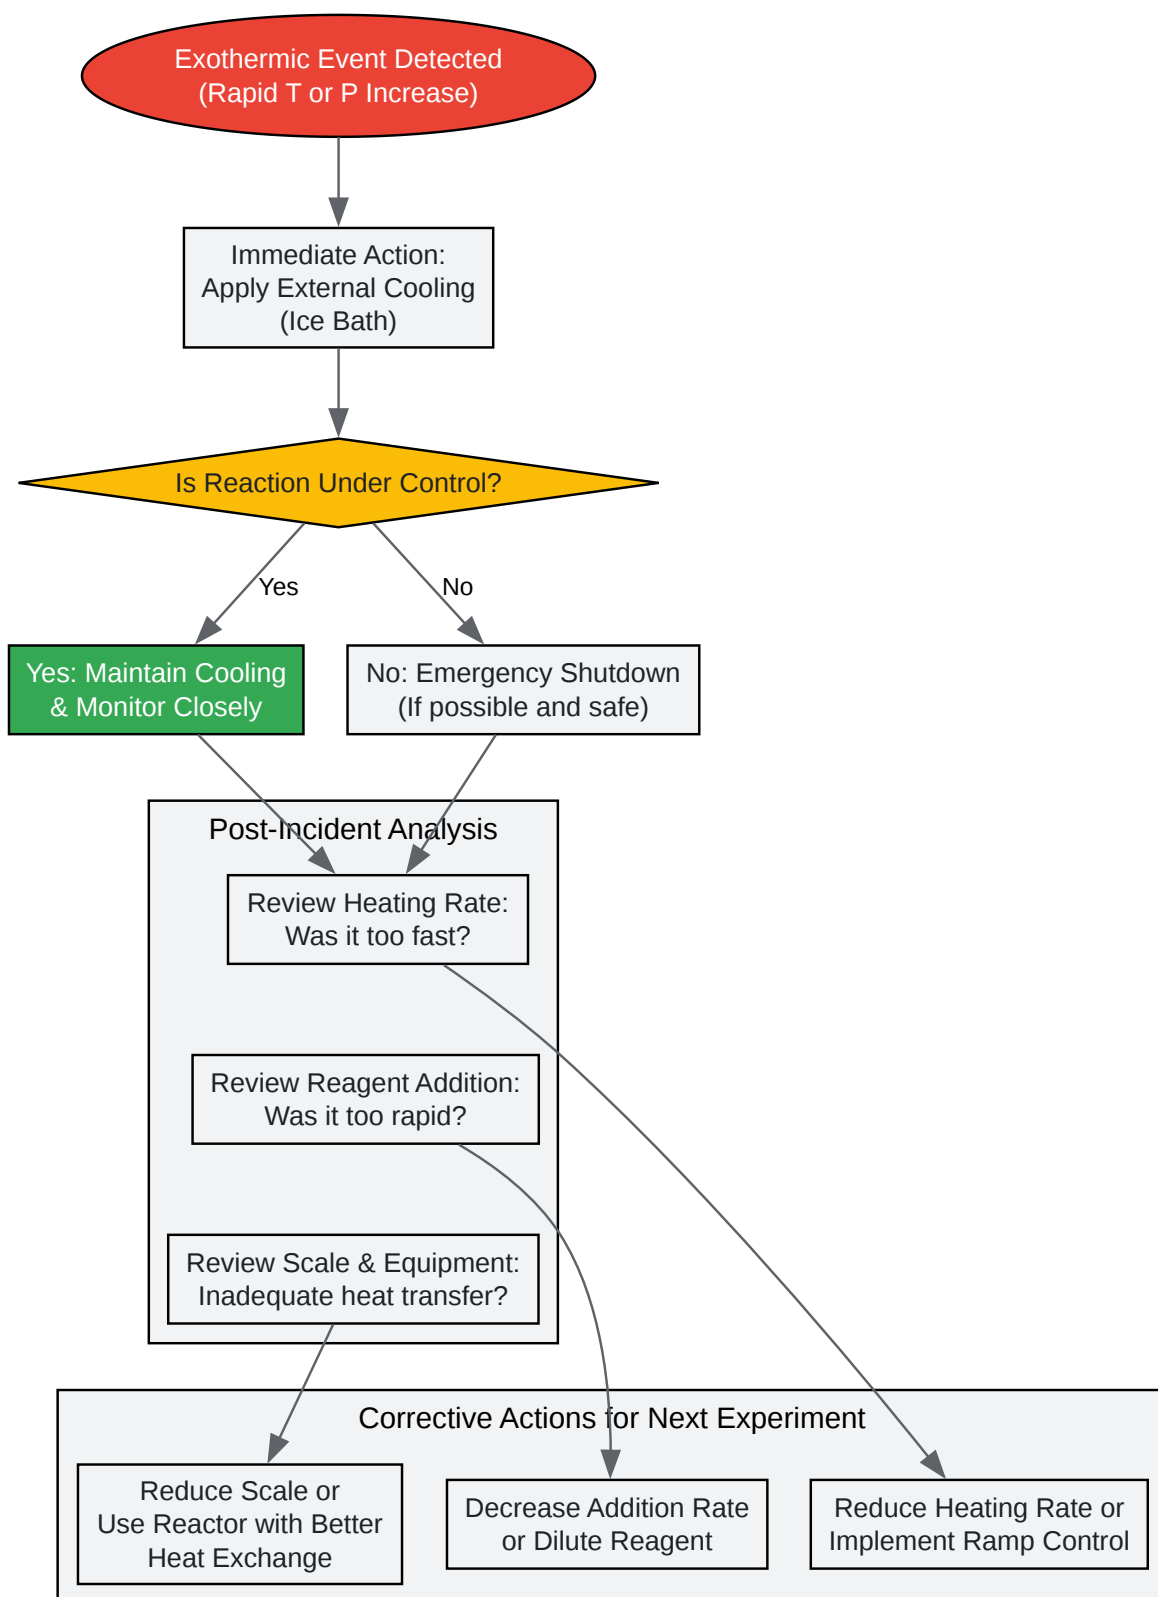 Exothermic Event Detected
(Rapid T or P Increase)
Immediate Action:
Apply External Cooling
(Ice Bath)
Is Reaction Under Control?
Yes
No
Yes: Maintain Cooling
& Monitor Closely
No: Emergency Shutdown
(If possible and safe)
Post-Incident Analysis
Review Heating Rate:
Was it too fast?
Review Reagent Addition:
Was it too rapid?
Review Scale & Equipment:
Inadequate heat transfer?
Corrective Actions for Next Experiment
Reduce Scale or
Use Reactor with Better
Heat Exchange
Decrease Addition Rate
or Dilute Reagent
Reduce Heating Rate or
Implement Ramp Control